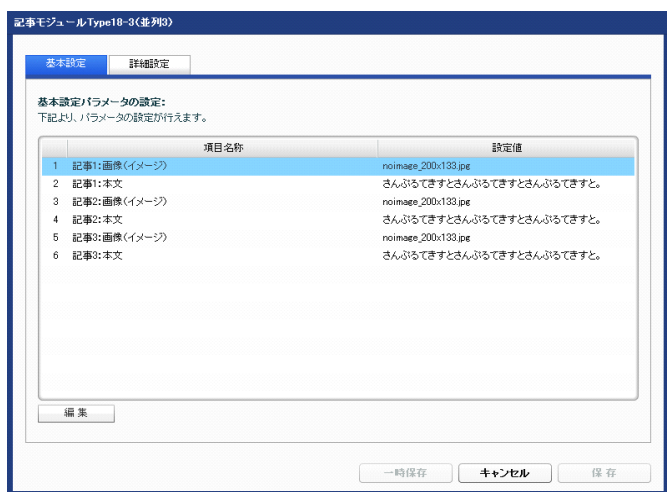 記事モジュールType18-3(並列3)
基本設定 詳細設定
基本設定パラメータの設定:
下記より、パラメータの設定が行えます。
項目名称 設定値
1 記事1:画像(イメージ) noimage_200x133.jpg
2 記事1:本文 さんぷるてきすとさんぷるてきすとさんぷるてきすと。
3 記事2:画像(イメージ) noimage_200x133.jpg
4 記事2:本文 さんぷるてきすとさんぷるてきすとさんぷるてきすと。
5 記事3:画像(イメージ) noimage_200x133.jpg
6 記事3:本文 さんぷるてきすとさんぷるてきすとさんぷるてきすと。
編集
一時保存 キャンセル 保存